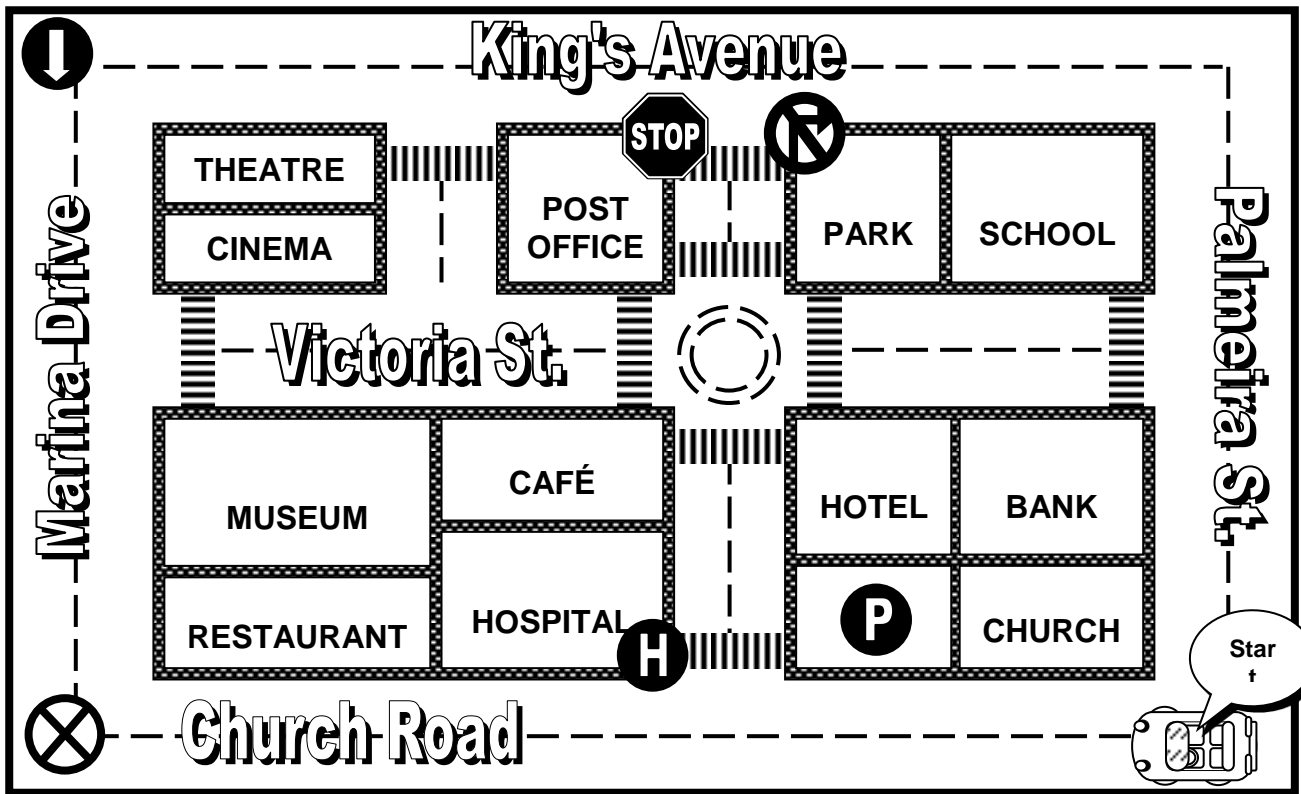 King's Avenue
STOP
THEATRE
CINEMA
POST
OFFICE
PARK
SCHOOL
Marina Drive
Victoria St.
Palmeira St.
MUSEUM
CAFÉ
HOTEL
BANK
RESTAURANT
HOSPITAL
H
P
CHURCH
Star
t
Church Road